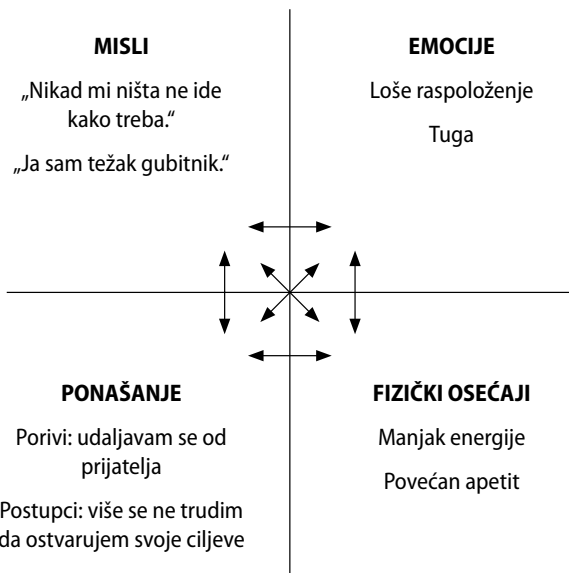 MISLI
„Nikad mi ništa ne ide
kako treba.“
„Ja sam težak gubitnik.“
EMOCIJE
Loše raspoloženje
Tuga
PONAŠANJE
Porivi: udaljavam se od
prijatelja
Postupci: više se ne trudim
da ostvarujem svoje ciljeve
FIZIČKI OSEĆAJI
Manjak energije
Povećan apetit